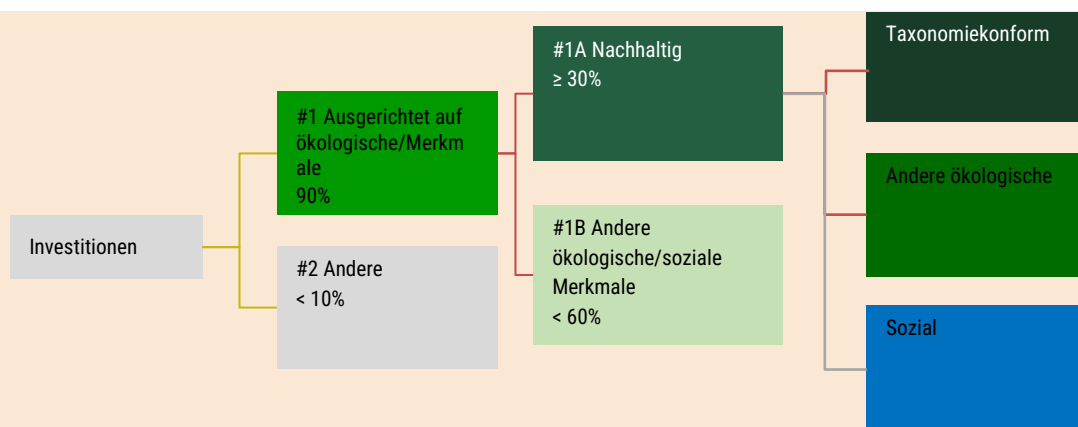 Investitionen
#1 Ausgerichtet auf
ökologische/Merkm
ale
90%
#2 Andere
< 10%
#1A Nachhaltig
≥ 30%
#1B Andere
ökologische/soziale
Merkmale
< 60%
Taxonomiekonform
Andere ökologische
Sozial